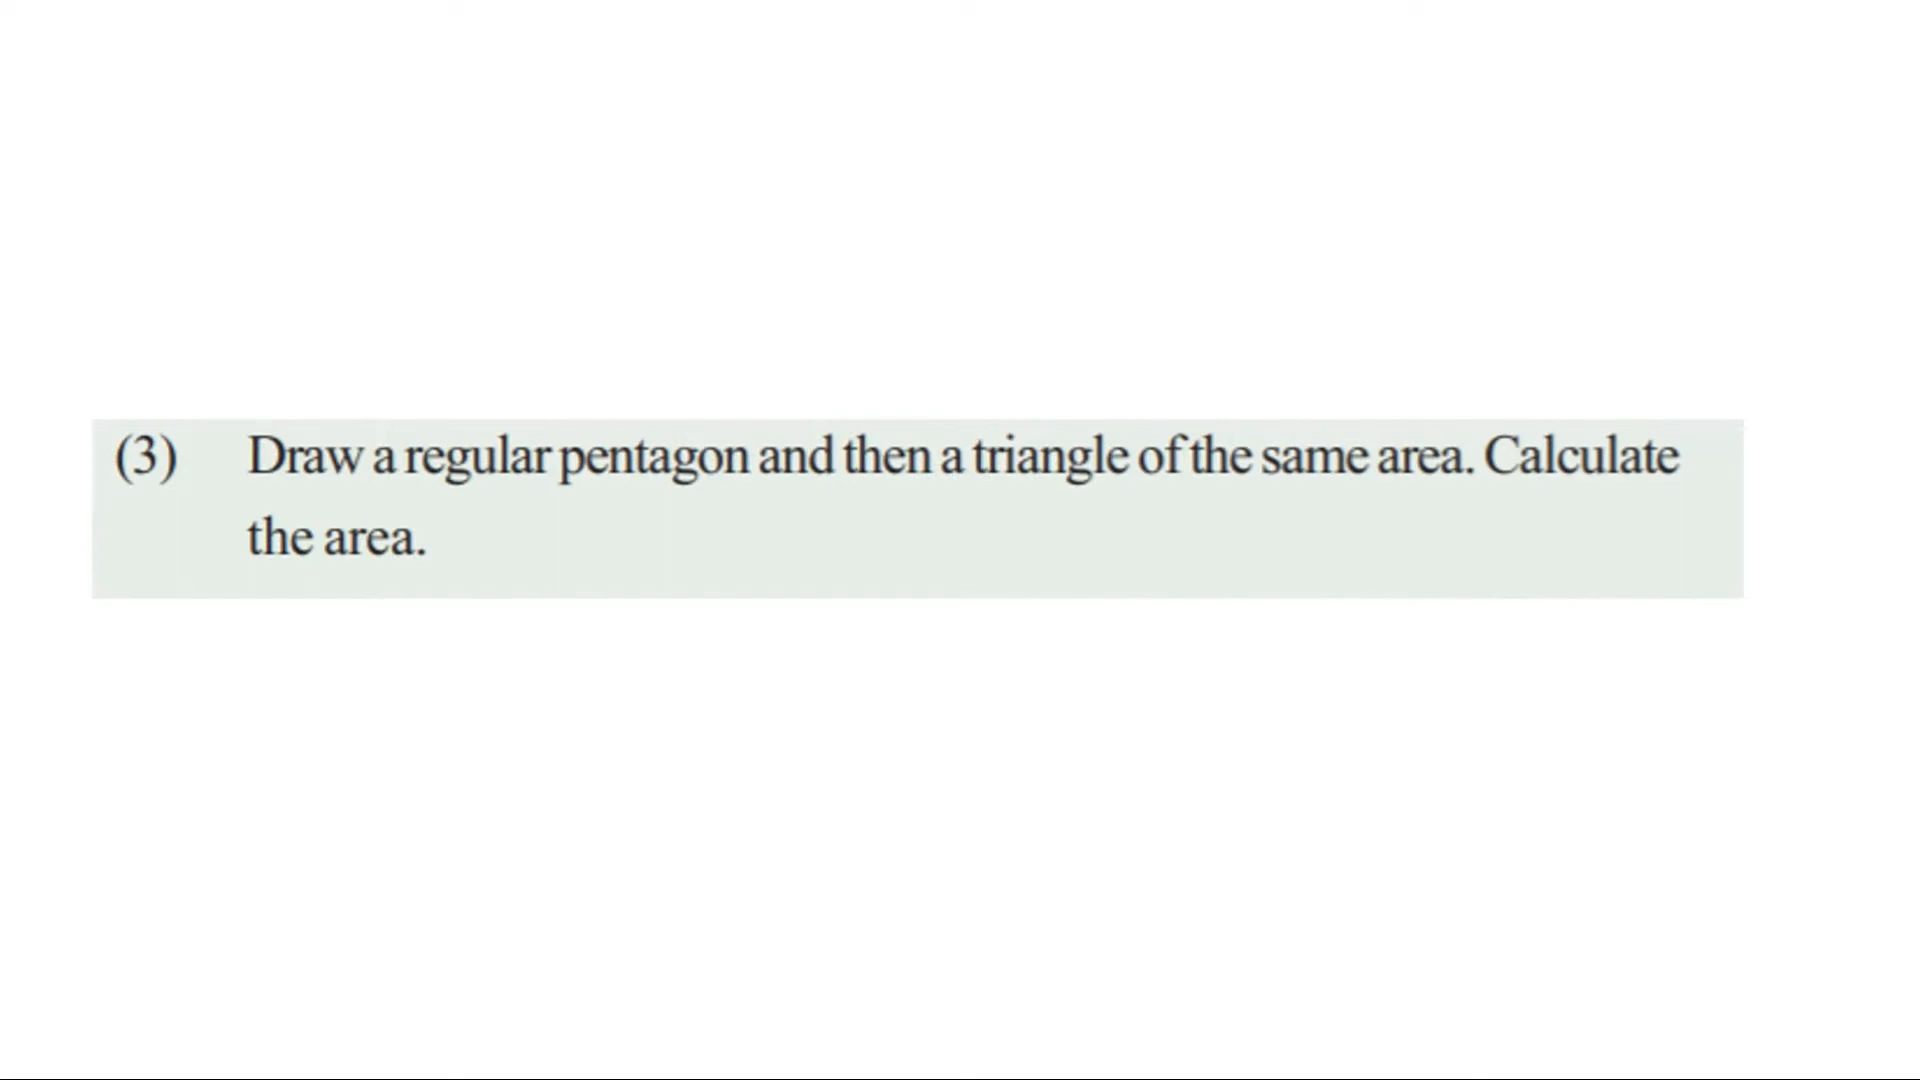 (3) Draw a regular pentagon and then a triangle of the same area. Calculate
the area.